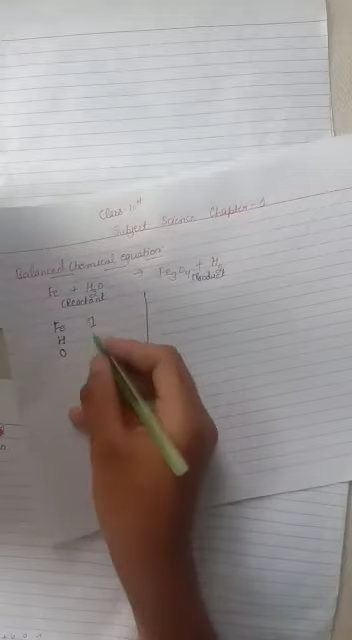 Class 10th
Subject Science Chapter-1
Balanced Chemical equation
Fe + H2O → Fe3O4 + H2
(Reactant Product
Fe 1
H
O